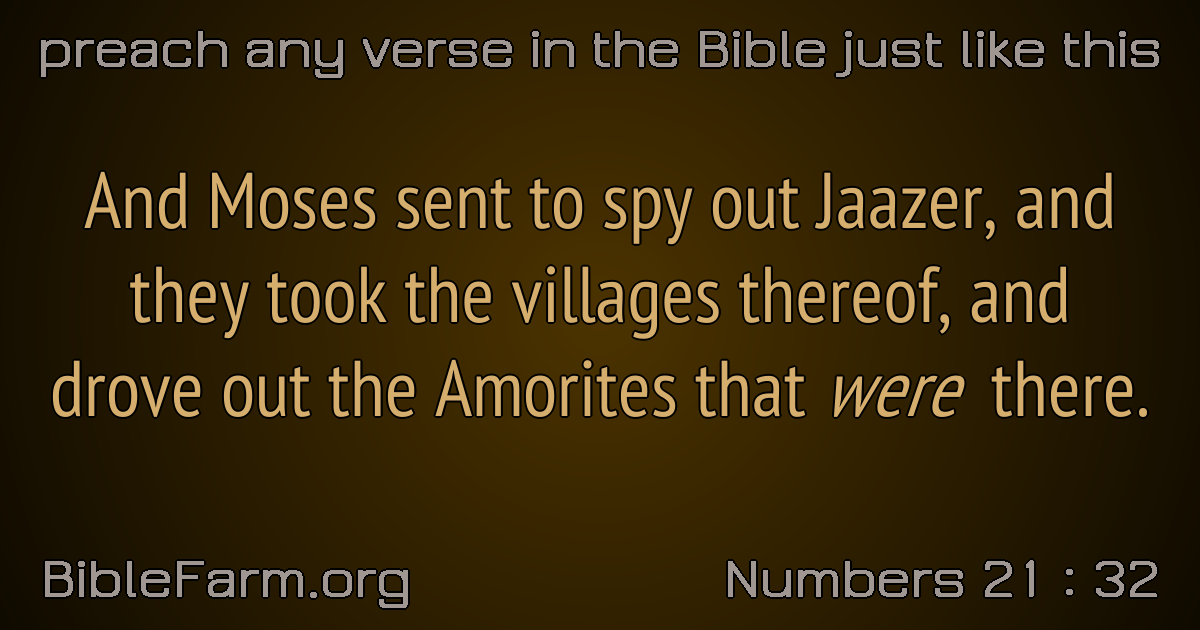 preach any verse in the Bible just like this
And Moses sent to spy out Jaazer, and
they took the villages thereof, and
drove out the Amorites that were there.
BibleFarm.org
Numbers 21 : 32